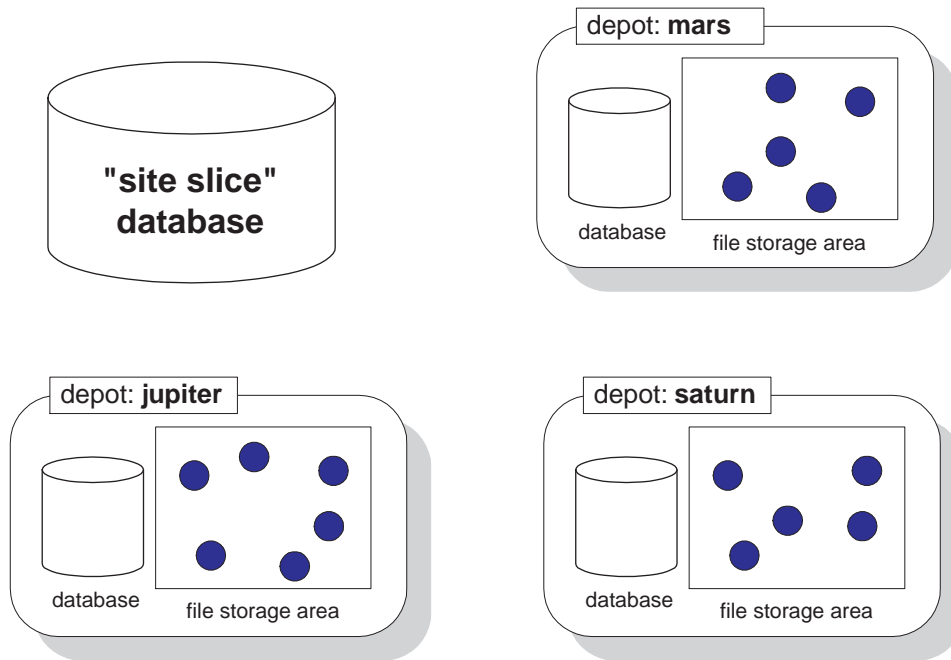 depot: mars
"site slice"
database
database
file storage area
depot: jupiter
database
file storage area
depot: saturn
database
file storage area